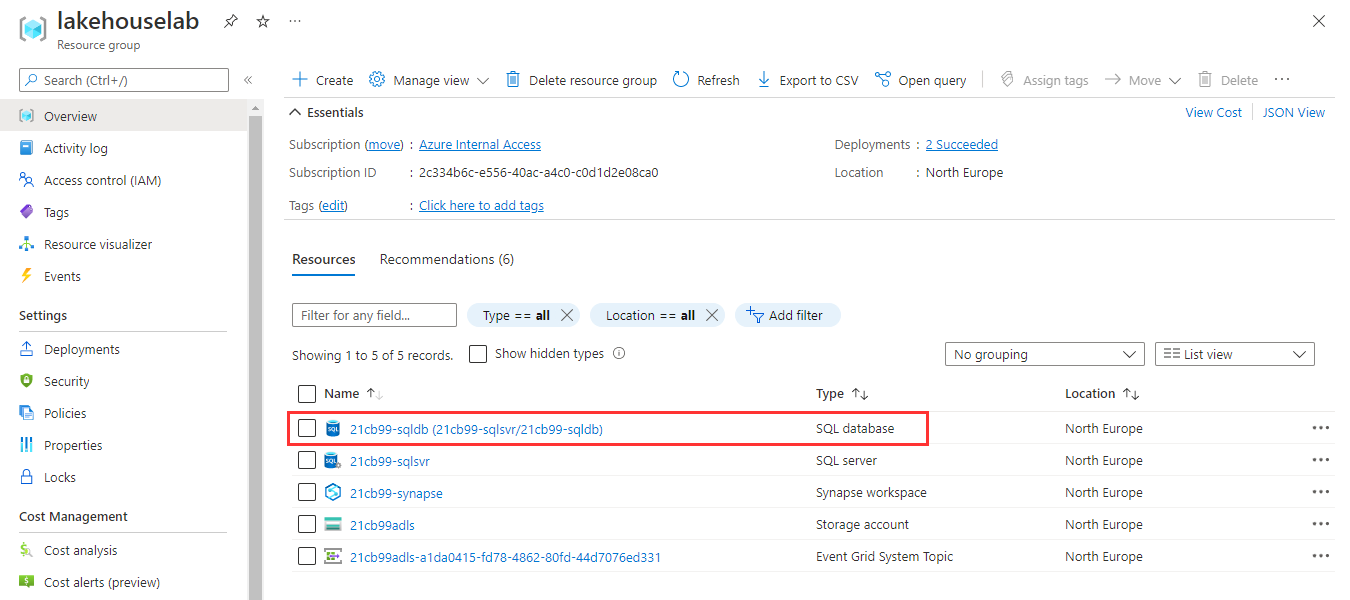 lakehouselab
Resource group
Search (Ctrl+/)
Overview
Activity log
Access control (IAM)
Tags
Resource visualizer
Events
Settings
Deployments
Security
Policies
Properties
Locks
Cost Management
Cost analysis
Cost alerts (preview)
Create Manage view Delete resource group Refresh Export to CSV Open query Assign tags Move Delete
Essentials View Cost JSON View
Subscription (move) : Azure Internal Access Deployments : 2 Succeeded
Subscription ID : 2c334b6c-e556-40ac-a4c0-c0d1d2e08ca0 Location : North Europe
Tags (edit) : Click here to add tags
Resources Recommendations (6)
Filter for any field... Type == all Location == all Add filter
Showing 1 to 5 of 5 records. Show hidden types No grouping List view
Name Type Location
SQL 21cb99-sqldb (21cb99-sqlsvr/21cb99-sqldb) SQL database North Europe
SQL 21cb99-sqlsvr SQL server North Europe
21cb99-synapse Synapse workspace North Europe
21cb99adls Storage account North Europe
21cb99adls-a1da0415-fd78-4862-80fd-44d7076ed331 Event Grid System Topic North Europe